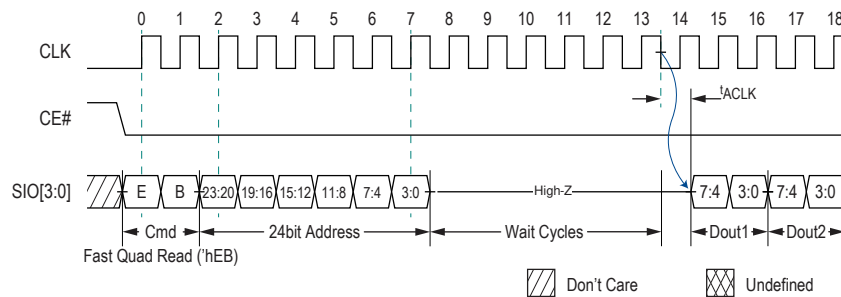 0 1 2 3 4 5 6 7 8 9 10 11 12 13 14 15 16 17 18
CLK
tACLK
CE#
SIO[3:0] E B 23:20 19:16 15:12 11:8 7:4 3:0 High-Z 7:4 3:0 7:4 3:0
Cmd 24bit Address Wait Cycles Dout1 Dout2
Fast Quad Read ('hEB)
Don't Care Undefined